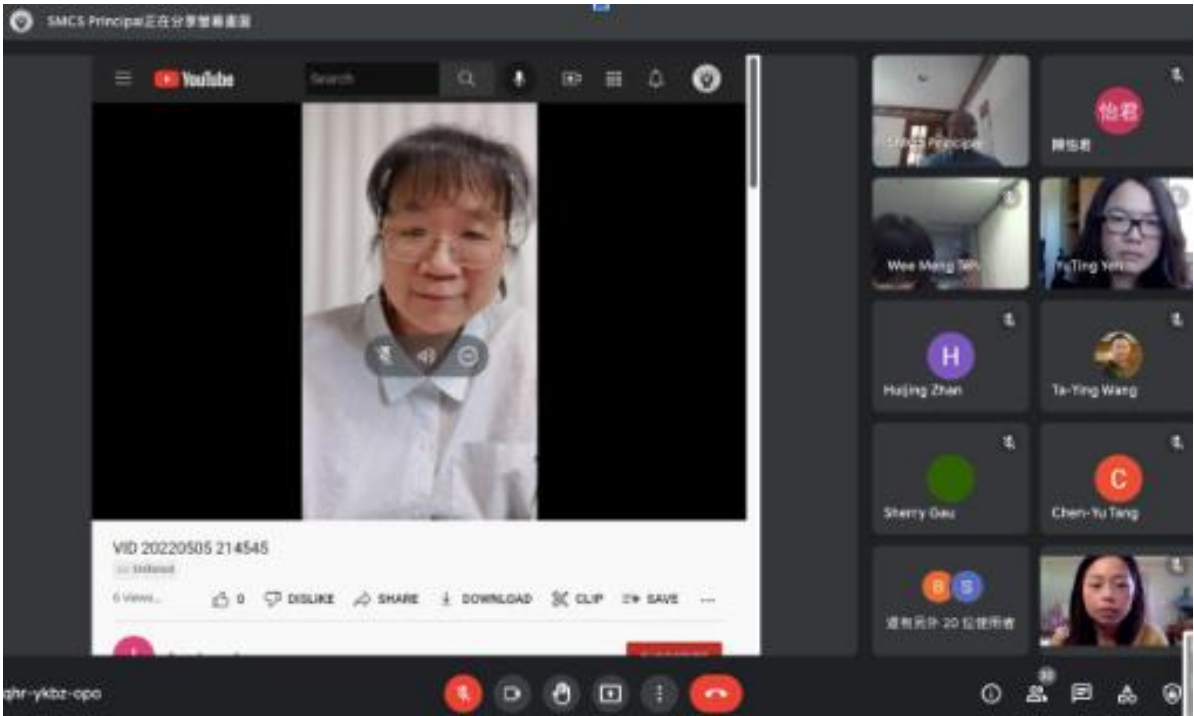 SMCS Principal正在分享螢幕畫面
YouTube
Search
SMCS Principal
怡君
陳怡君
Wee Meng
YuTing Yen
H
Huijing Zhan
Ta-Ying Wang
Sherry Gau
C
Chen-Yu Tang
B S
還有另外 20 位使用者
VID 20220505 214545
Unlisted
6 views
0 DISLIKE SHARE DOWNLOAD CLIP SAVE ...
qhr-ykbz-opo